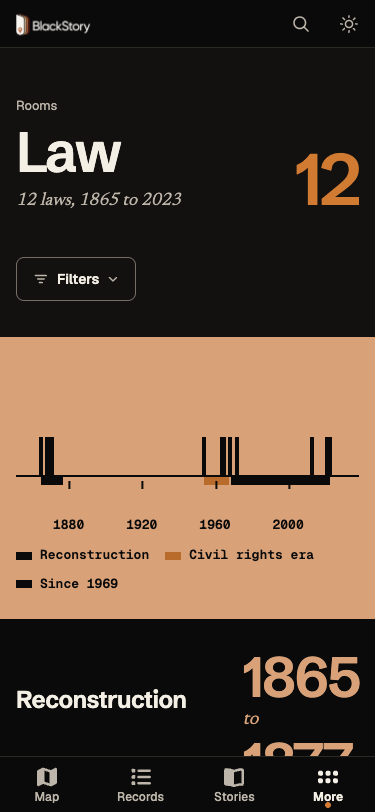 BlackStory
Rooms
Law
12 laws, 1865 to 2023
12
Filters
1880 1920 1960 2000
Reconstruction Civil rights era
Since 1969
Reconstruction
1865
to
1877
Map Records Stories More